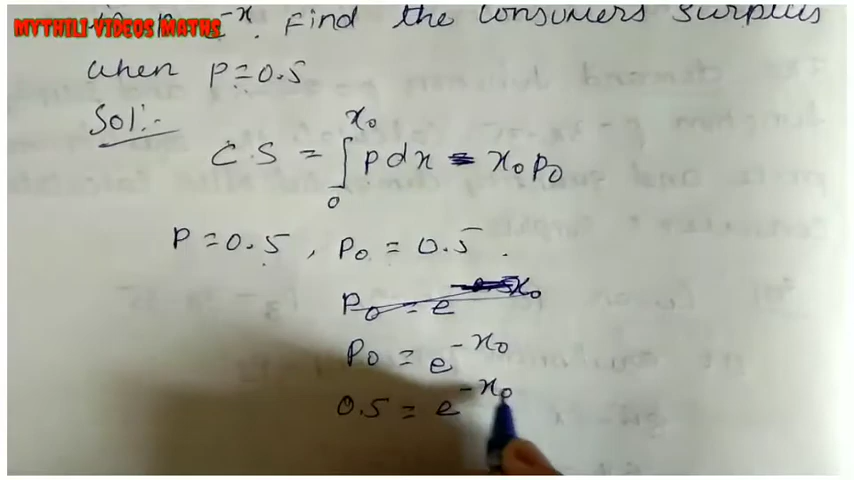 MYTHILI VIDEOS MATHS
is p = e^-x. Find the consumers surplus
when p = 0.5
Sol:-
C.S = ∫₀^x₀ p dx - x₀p₀
P = 0.5, P₀ = 0.5.
P₀ = e^x₀
P₀ = e^-x₀
0.5 = e^-x₀